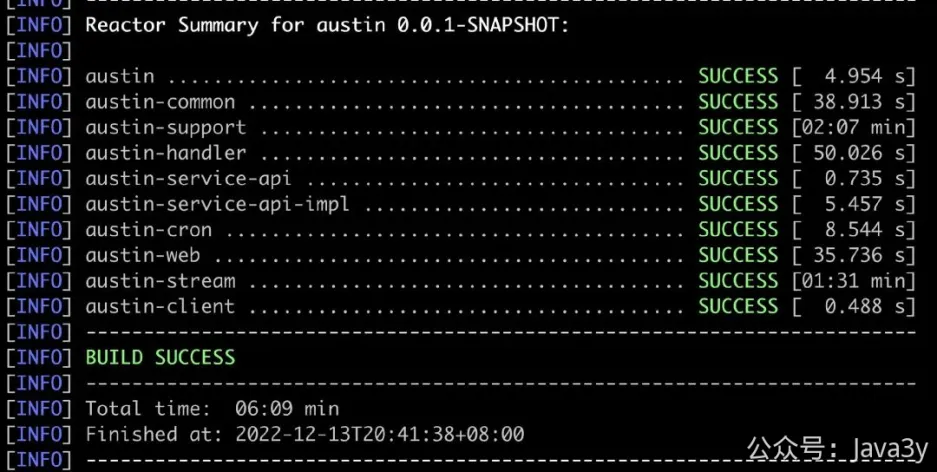 [INFO] ------------------------------------------------------------------------
[INFO] Reactor Summary for austin 0.0.1-SNAPSHOT:
[INFO]
[INFO] austin ............................................. SUCCESS [  4.954 s]
[INFO] austin-common ...................................... SUCCESS [ 38.913 s]
[INFO] austin-support ..................................... SUCCESS [02:07 min]
[INFO] austin-handler ..................................... SUCCESS [ 50.026 s]
[INFO] austin-service-api ................................. SUCCESS [  0.735 s]
[INFO] austin-service-api-impl ............................ SUCCESS [  5.457 s]
[INFO] austin-cron ........................................ SUCCESS [  8.544 s]
[INFO] austin-web ......................................... SUCCESS [ 35.736 s]
[INFO] austin-stream ...................................... SUCCESS [01:31 min]
[INFO] austin-client ...................................... SUCCESS [  0.488 s]
[INFO] ------------------------------------------------------------------------
[INFO] BUILD SUCCESS
[INFO] ------------------------------------------------------------------------
[INFO] Total time:  06:09 min
[INFO] Finished at: 2022-12-13T20:41:38+08:00
[INFO] ------------------------------------------------------------------------
公众号：Java3y